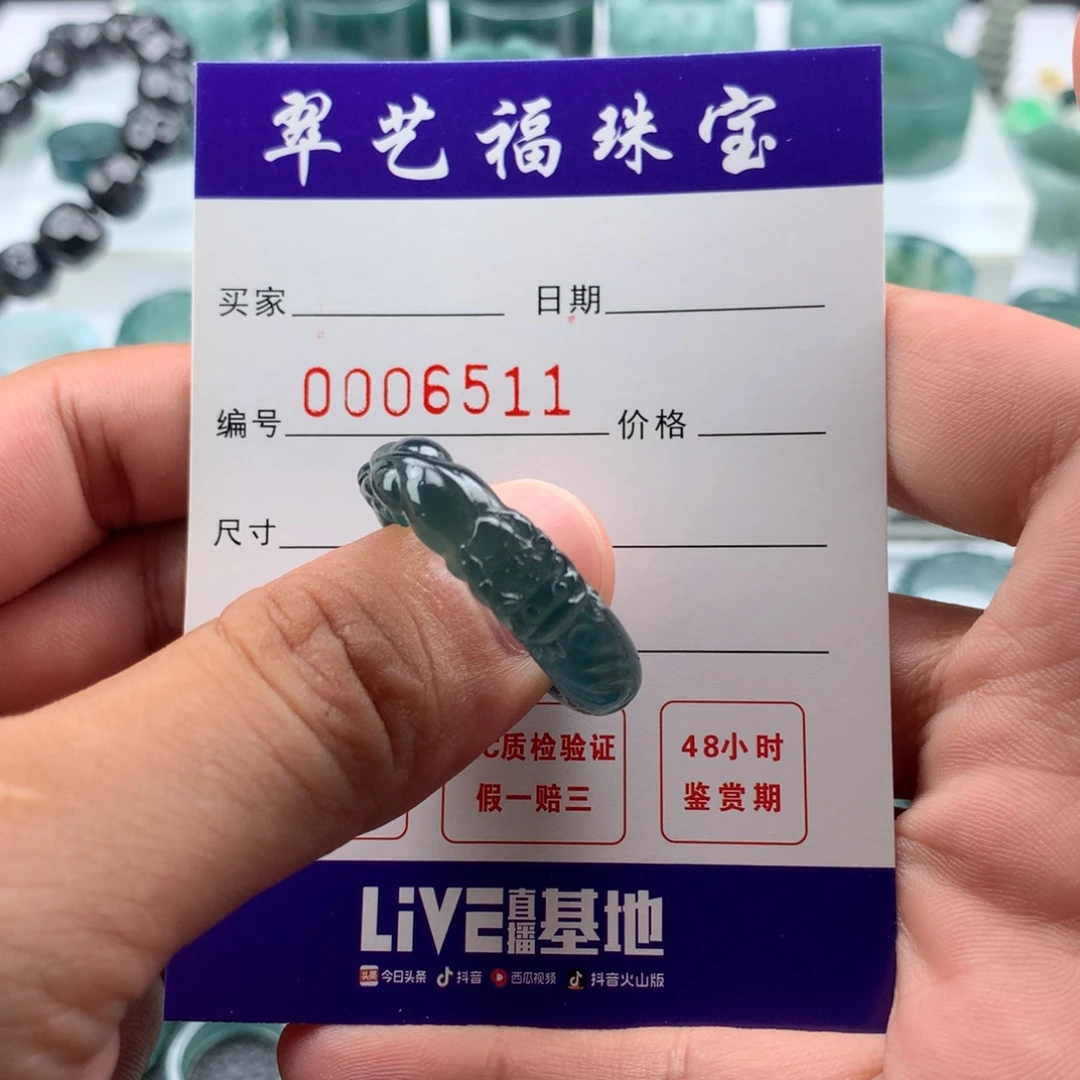 翠艺福珠宝
买家 日期
0006511
编号 价格
尺寸
质检验证 48小时
假一赔三 鉴赏期
LiVE直播基地
头条 今日头条 抖音 西瓜视频 抖音火山版